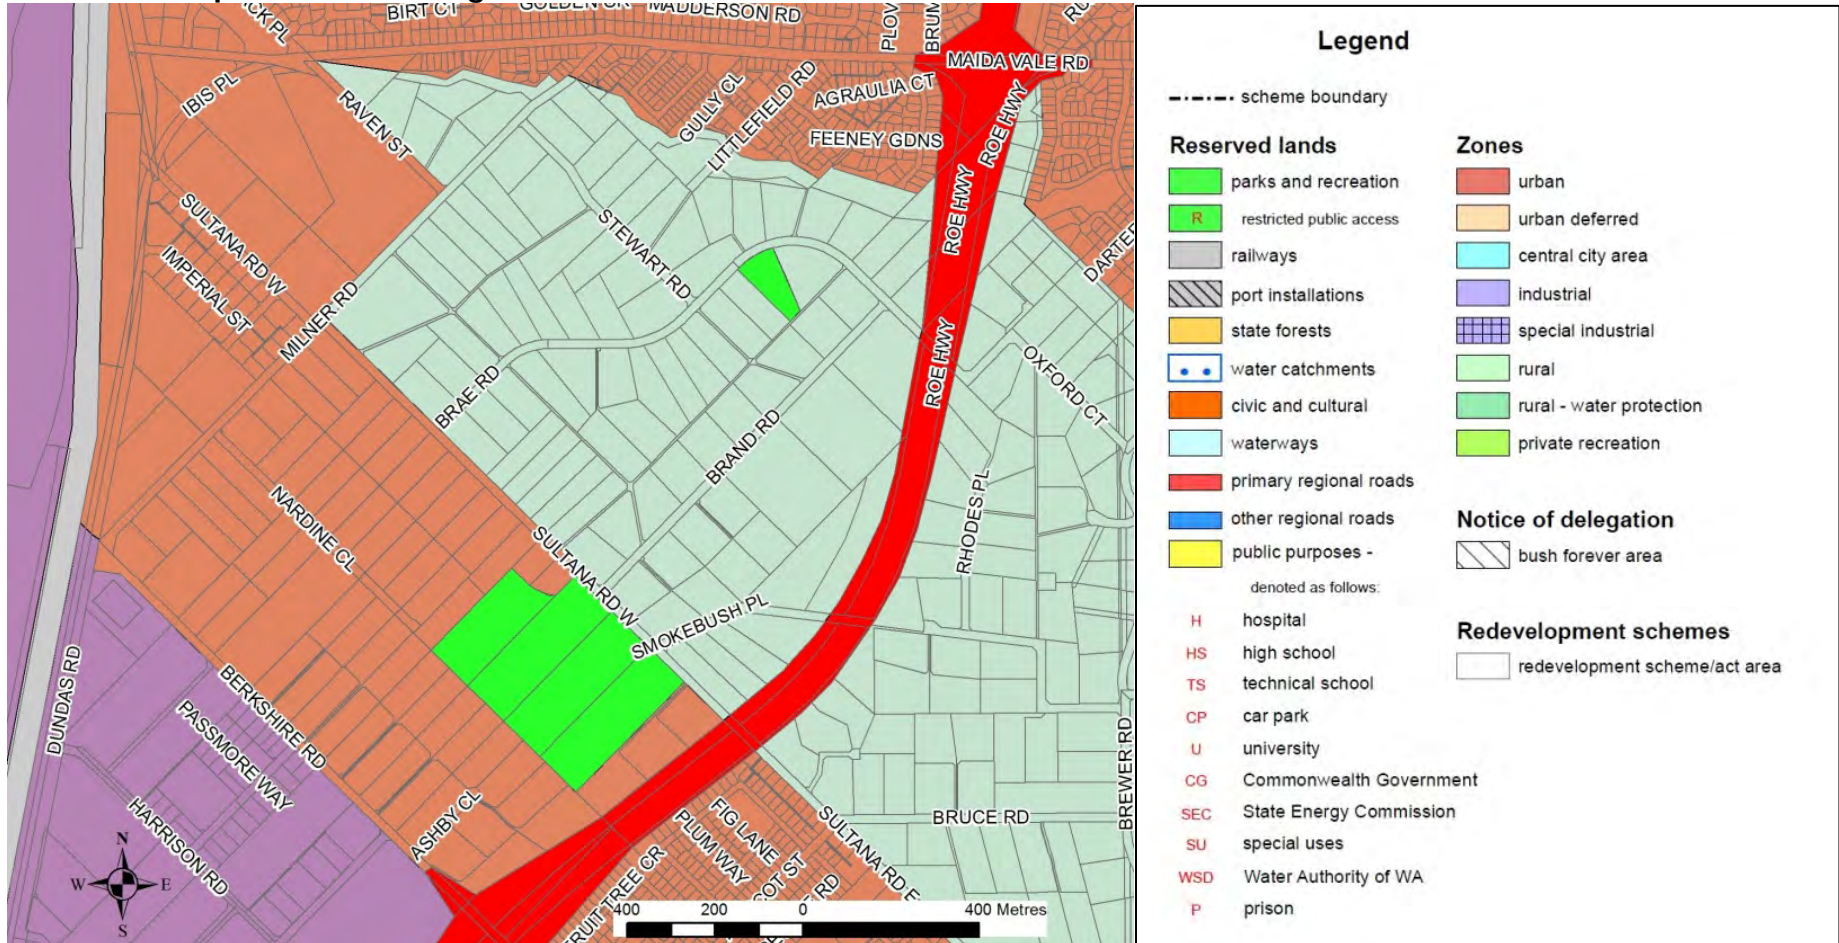 BIRT CT
MADDERSON RD
MAIDA VALE RD
IBIS PL
RAVEN ST
GULLY CL
LITTLEFIELD RD
AGRAULIA CT
FEENEY GDNS
ROE HWY
ROE HWY
ROE HWY
SULTANA RD W
IMPERIAL ST
MILNER RD
STEWART RD
BRAE RD
BRAND RD
OXFORD CT
RHODES PL
NARDINE CL
SULTANA RD W
SMOKEBUSH PL
DUNDAS RD
BERKSHIRE RD
PASSMORE WAY
HARRISON RD
ASHBY CL
FIG LANE
PLUM WAY
SULTANA RD E
BRUCE RD
BREWER RD
N
W
E
S
400 200 0 400 Metres
Legend
scheme boundary
Reserved lands
parks and recreation
R restricted public access
railways
port installations
state forests
water catchments
civic and cultural
waterways
primary regional roads
other regional roads
public purposes -
denoted as follows:
H hospital
HS high school
TS technical school
CP car park
U university
CG Commonwealth Government
SEC State Energy Commission
SU special uses
WSD Water Authority of WA
P prison
Zones
urban
urban deferred
central city area
industrial
special industrial
rural
rural - water protection
private recreation
Notice of delegation
bush forever area
Redevelopment schemes
redevelopment scheme/act area